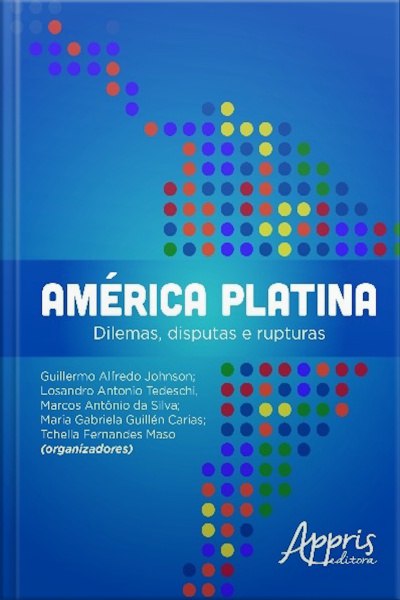 AMÉRICA PLATINA
Dilemas, disputas e rupturas
Guillermo Alfredo Johnson;
Losandro Antonio Tedeschi,
Marcos Antônio da Silva;
Maria Gabriela Guillén Carias;
Tchella Fernandes Maso
(organizadores)
Appris
editora